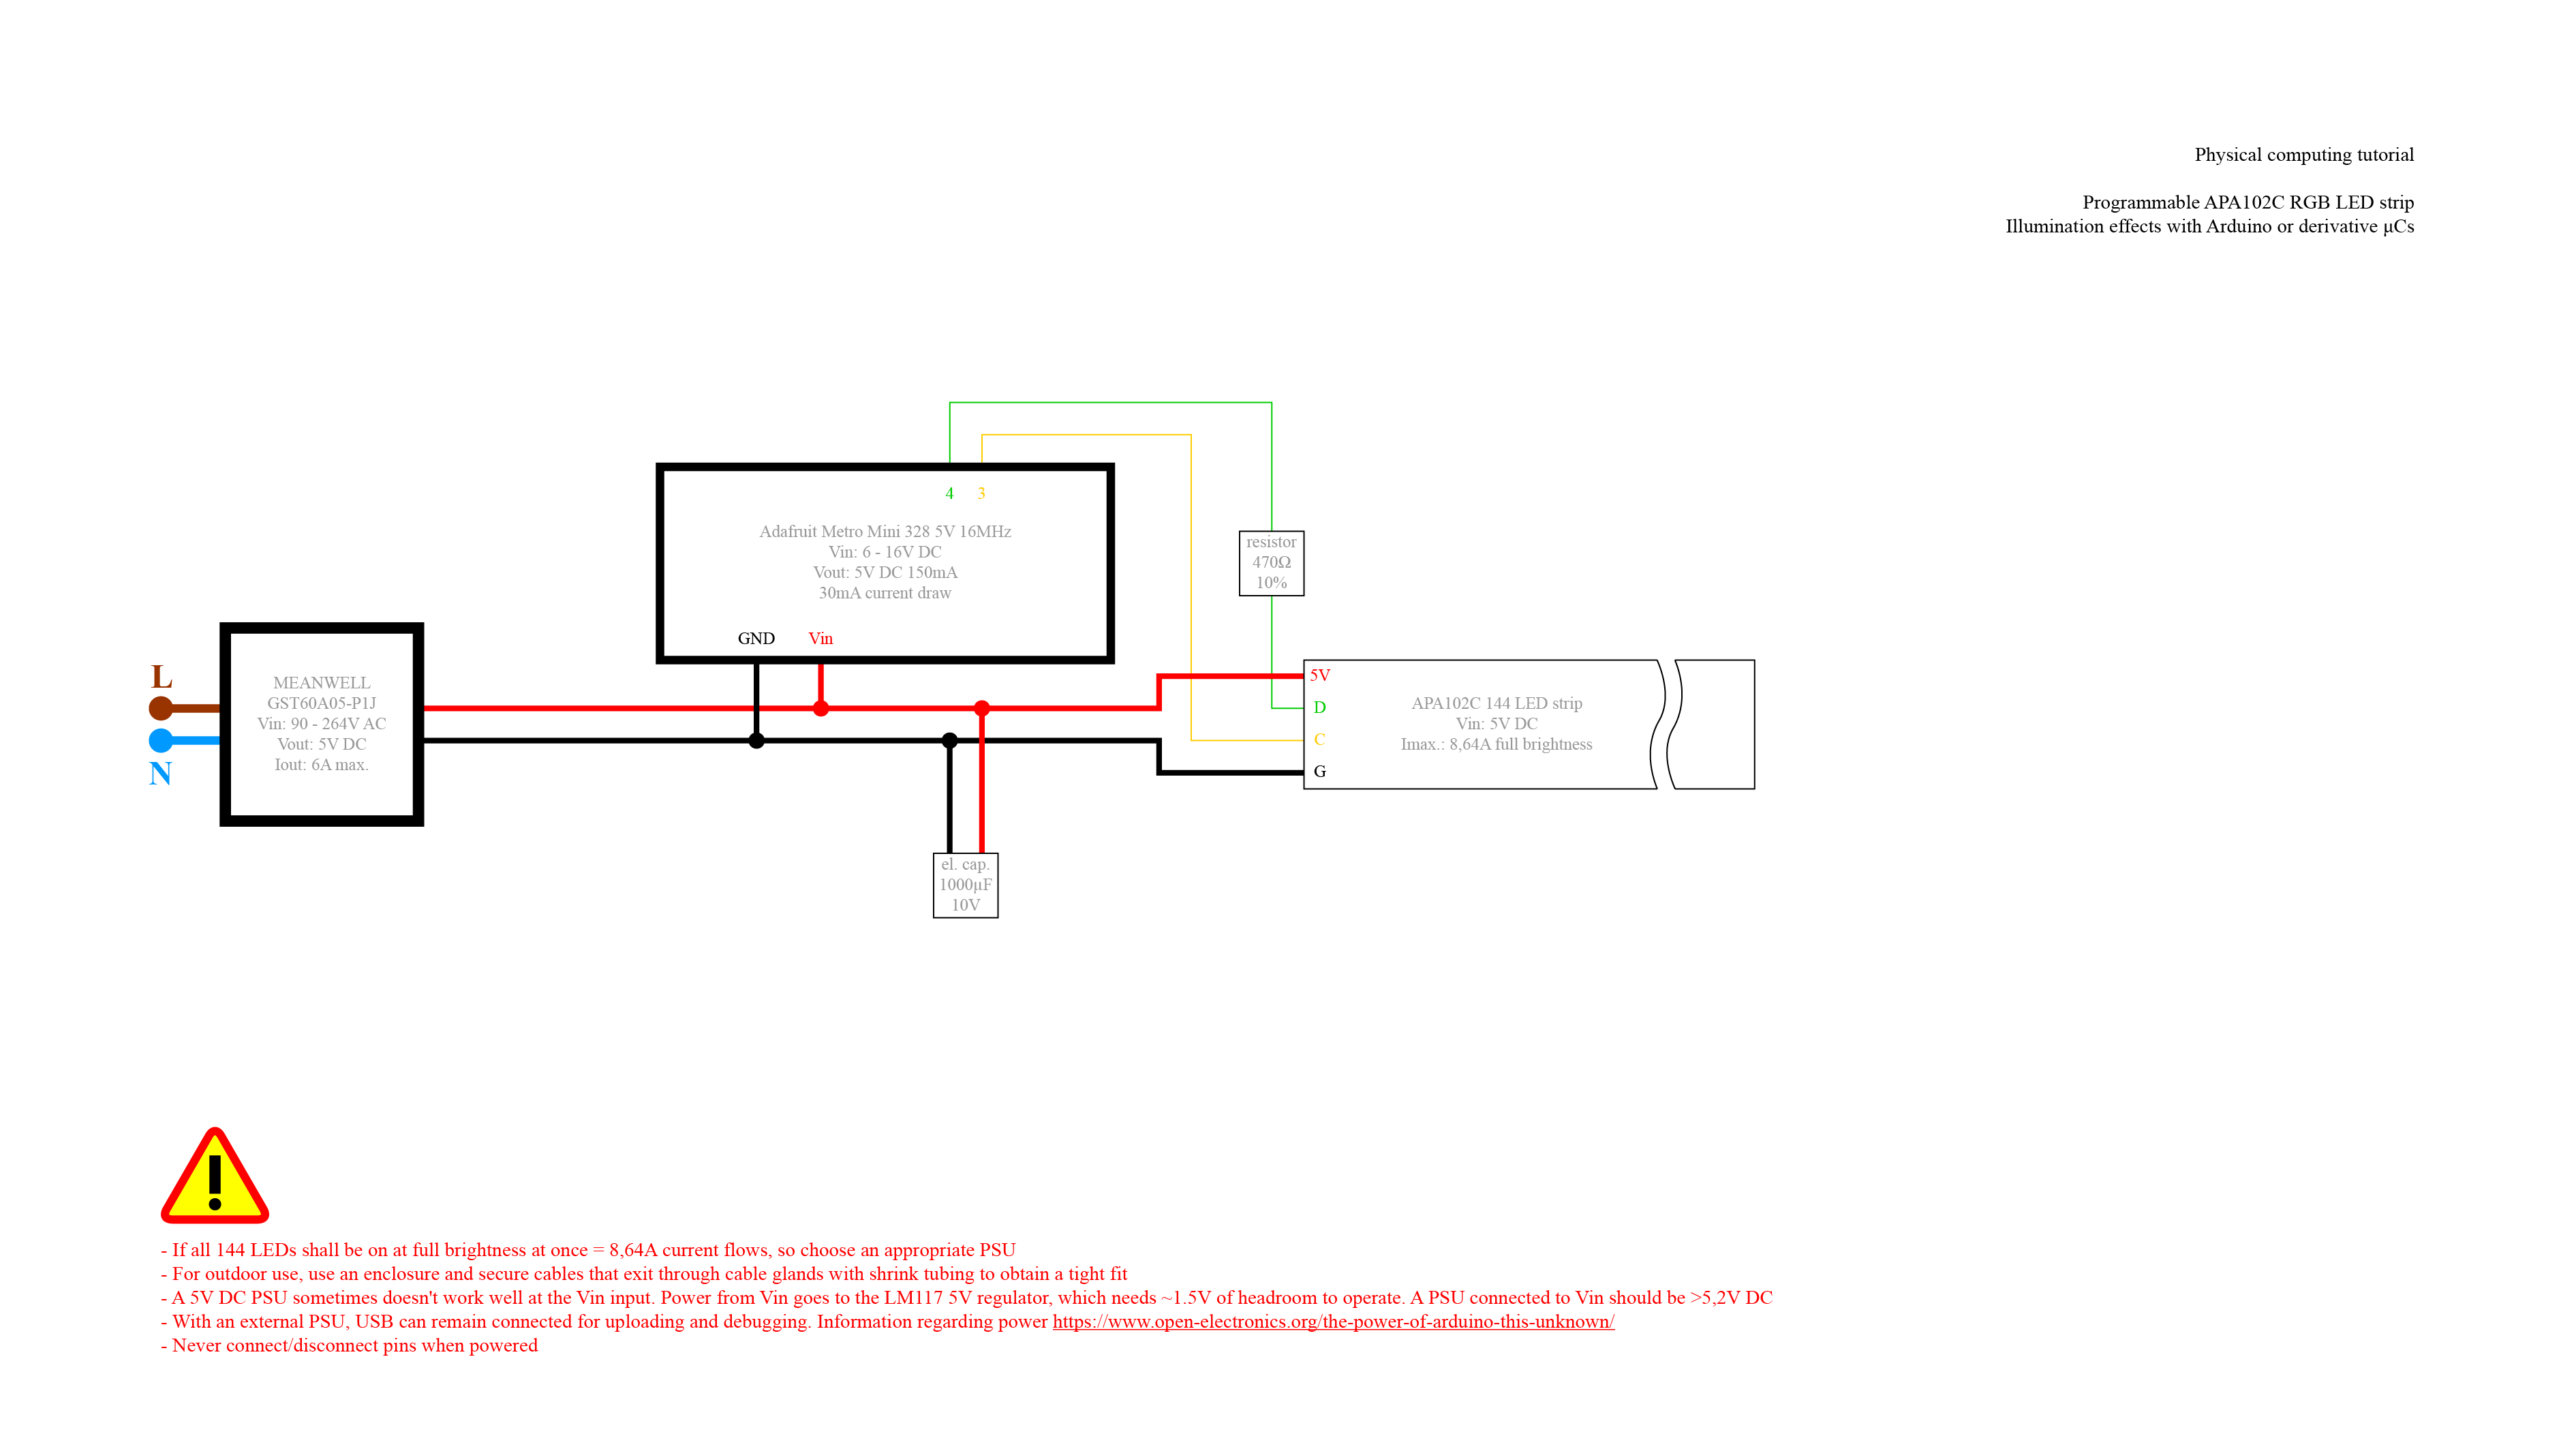 Physical computing tutorial
Programmable APA102C RGB LED strip
Illumination effects with Arduino or derivative µCs
4 3
Adafruit Metro Mini 328 5V 16MHz
Vin: 6 - 16V DC
Vout: 5V DC 150mA
30mA current draw
GND Vin
resistor
470Ω
10%
L
N
MEANWELL
GST60A05-P1J
Vin: 90 - 264V AC
Vout: 5V DC
Iout: 6A max.
5V
D
C
G
APA102C 144 LED strip
Vin: 5V DC
Imax.: 8,64A full brightness
el. cap.
1000µF
10V
- If all 144 LEDs shall be on at full brightness at once = 8,64A current flows, so choose an appropriate PSU
- For outdoor use, use an enclosure and secure cables that exit through cable glands with shrink tubing to obtain a tight fit
- A 5V DC PSU sometimes doesn't work well at the Vin input. Power from Vin goes to the LM117 5V regulator, which needs ~1.5V of headroom to operate. A PSU connected to Vin should be >5,2V DC
- With an external PSU, USB can remain connected for uploading and debugging. Information regarding power https://www.open-electronics.org/the-power-of-arduino-this-unknown/
- Never connect/disconnect pins when powered